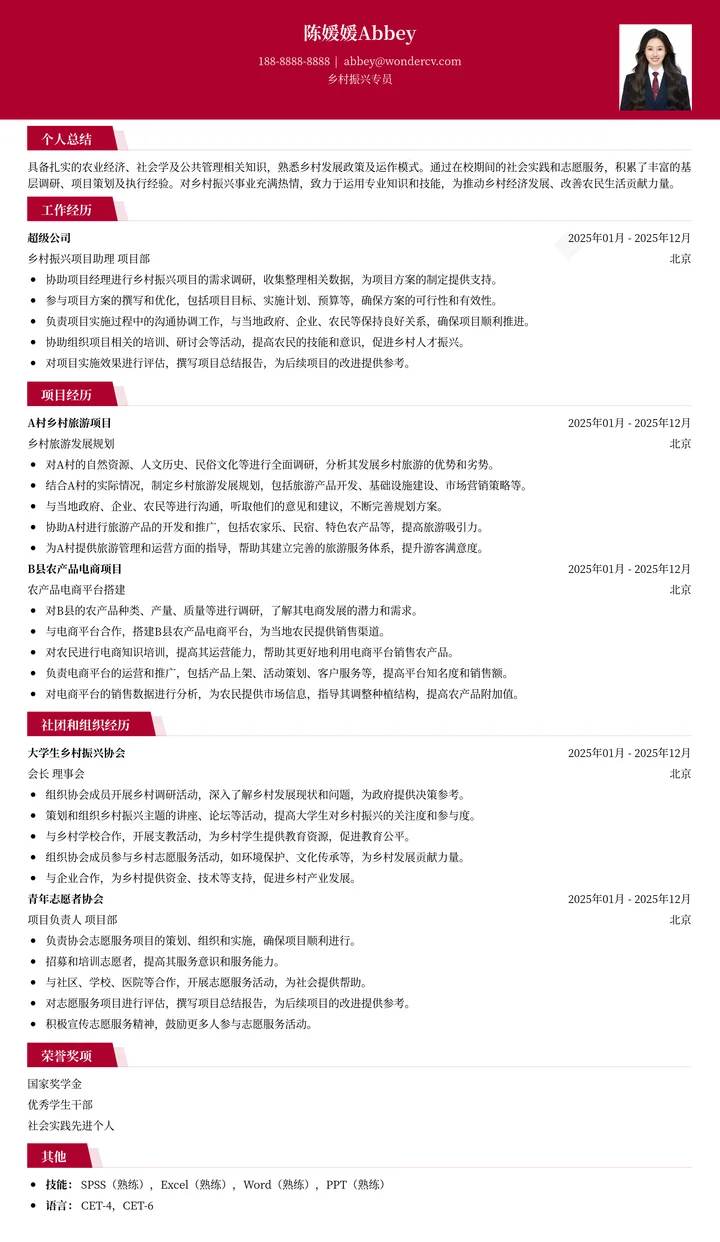 陈媛媛Abbey
188-8888-8888 | abbey@wondercv.com
乡村振兴专员
个人总结
具备扎实的农业经济、社会学及公共管理相关知识，熟悉乡村发展政策及运作模式。通过在校期间的社会实践和志愿服务，积累了丰富的基
层调研、项目策划及执行经验。对乡村振兴事业充满热情，致力于运用专业知识和技能，为推动乡村经济发展、改善农民生活贡献力量。
工作经历
超级公司 2025年01月 - 2025年12月
乡村振兴项目助理 项目部 北京
• 协助项目经理进行乡村振兴项目的需求调研，收集整理相关数据，为项目方案的制定提供支持。
• 参与项目方案的撰写和优化，包括项目目标、实施计划、预算等，确保方案的可行性和有效性。
• 负责项目实施过程中的沟通协调工作，与当地政府、企业、农民等保持良好关系，确保项目顺利推进。
• 协助组织项目相关的培训、研讨会等活动，提高农民的技能和意识，促进乡村人才振兴。
• 对项目实施效果进行评估，撰写项目总结报告，为后续项目的改进提供参考。
项目经历
A村乡村旅游项目 2025年01月 - 2025年12月
乡村旅游发展规划 北京
• 对A村的自然资源、人文历史、民俗文化等进行全面调研，分析其发展乡村旅游的优势和劣势。
• 结合A村的实际情况，制定乡村旅游发展规划，包括旅游产品开发、基础设施建设、市场营销策略等。
• 与当地政府、企业、农民等进行沟通，听取他们的意见和建议，不断完善规划方案。
• 协助A村进行旅游产品的开发和推广，包括农家乐、民宿、特色农产品等，提高旅游吸引力。
• 为A村提供旅游管理和运营方面的指导，帮助其建立完善的旅游服务体系，提升游客满意度。
B县农产品电商项目 2025年01月 - 2025年12月
农产品电商平台搭建 北京
• 对B县的农产品种类、产量、质量等进行调研，了解其电商发展的潜力和需求。
• 与电商平台合作，搭建B县农产品电商平台，为当地农民提供销售渠道。
• 对农民进行电商知识培训，提高其运营能力，帮助其更好地利用电商平台销售农产品。
• 负责电商平台的运营和推广，包括产品上架、活动策划、客户服务等，提高平台知名度和销售额。
• 对电商平台的销售数据进行分析，为农民提供市场信息，指导其调整种植结构，提高农产品附加值。
社团和组织经历
大学生乡村振兴协会 2025年01月 - 2025年12月
会长 理事会 北京
• 组织协会成员开展乡村调研活动，深入了解乡村发展现状和问题，为政府提供决策参考。
• 策划和组织乡村振兴主题的讲座、论坛等活动，提高大学生对乡村振兴的关注度和参与度。
• 与乡村学校合作，开展支教活动，为乡村学生提供教育资源，促进教育公平。
• 组织协会成员参与乡村志愿服务活动，如环境保护、文化传承等，为乡村发展贡献力量。
• 与企业合作，为乡村提供资金、技术等支持，促进乡村产业发展。
青年志愿者协会 2025年01月 - 2025年12月
项目负责人 项目部 北京
• 负责协会志愿服务项目的策划、组织和实施，确保项目顺利进行。
• 招募和培训志愿者，提高其服务意识和服务能力。
• 与社区、学校、医院等合作，开展志愿服务活动，为社会提供帮助。
• 对志愿服务项目进行评估，撰写项目总结报告，为后续项目的改进提供参考。
• 积极宣传志愿服务精神，鼓励更多人参与志愿服务活动。
荣誉奖项
国家奖学金
优秀学生干部
社会实践先进个人
其他
• 技能： SPSS（熟练），Excel（熟练），Word（熟练），PPT（熟练）
• 语言： CET-4，CET-6